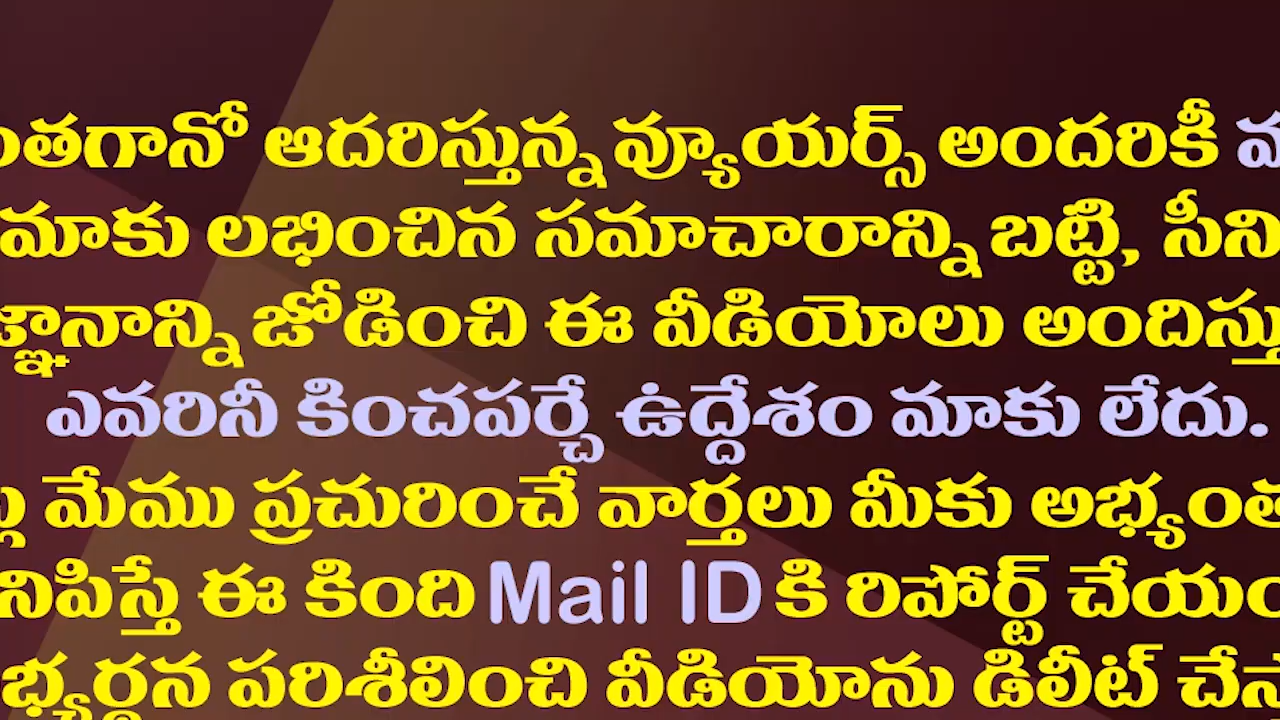 ంతగానో ఆదరిస్తున్న వ్యూయర్స్ అందరికీ
మాకు లభించిన సమాచారాన్ని బట్టి, సీని
జ్ఞానాన్ని జోడించి ఈ వీడియోలు అందిస్తు
ఎవరినీ కించపర్చే ఉద్దేశం మాకు లేదు.
మేము ప్రచురించే వార్తలు మీకు అభ్యంత
నిపిస్తే ఈ కింది Mail ID కి రిపోర్ట్ చేయం
భ్యర్థన పరిశీలించి వీడియోను డిలీట్ చేస